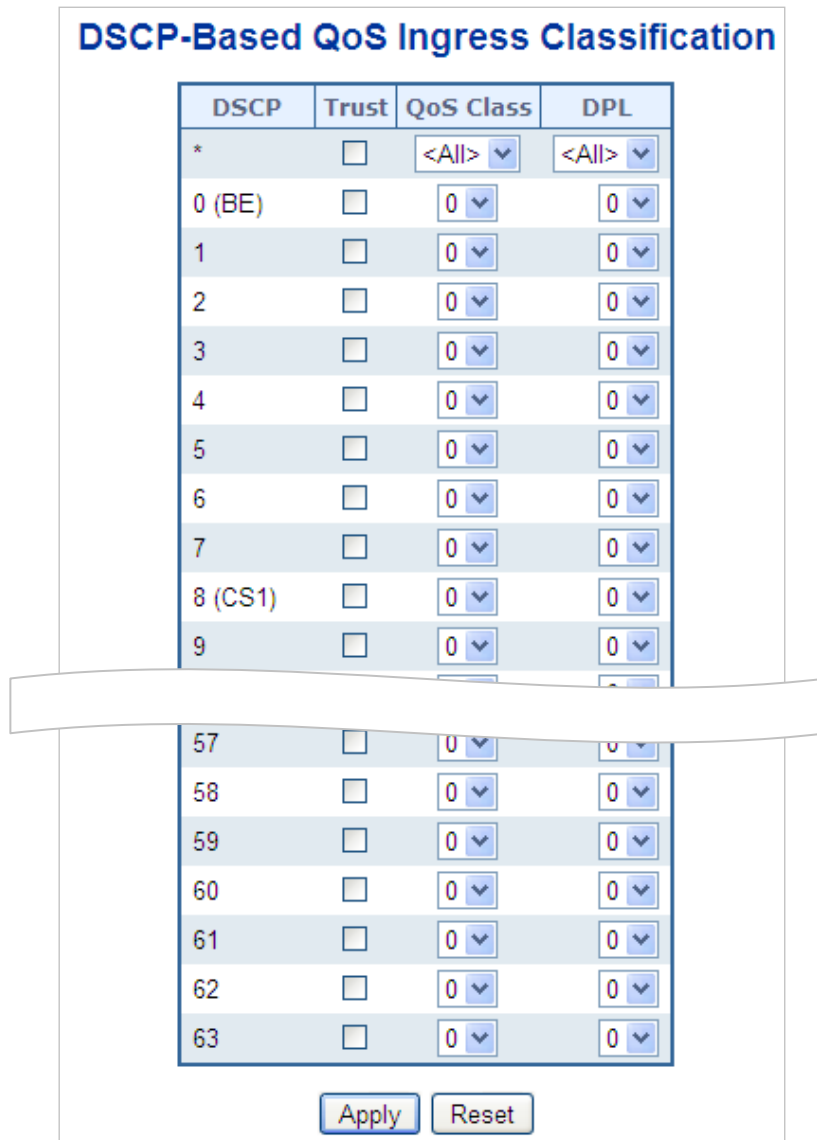 DSCP-Based QoS Ingress Classification
DSCP Trust QoS Class DPL
* <All> <All>
0 (BE) 0 0
1 0 0
2 0 0
3 0 0
4 0 0
5 0 0
6 0 0
7 0 0
8 (CS1) 0 0
9 0 0
57 0 0
58 0 0
59 0 0
60 0 0
61 0 0
62 0 0
63 0 0
Apply Reset